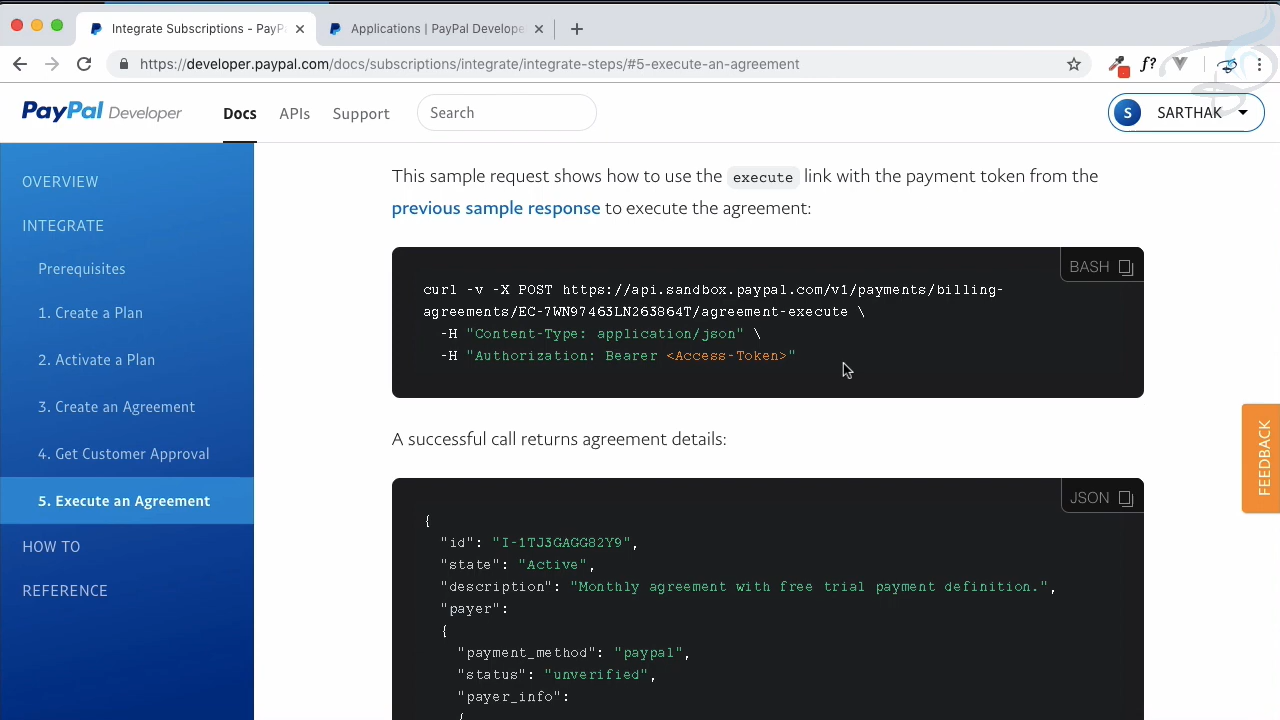 Integrate Subscriptions - PayP
Applications | PayPal Develope
https://developer.paypal.com/docs/subscriptions/integrate/integrate-steps/#5-execute-an-agreement
f?
PayPal Developer
Docs
APIs
Support
Search
S
SARTHAK
OVERVIEW
INTEGRATE
Prerequisites
1. Create a Plan
2. Activate a Plan
3. Create an Agreement
4. Get Customer Approval
5. Execute an Agreement
HOW TO
REFERENCE
This sample request shows how to use the execute link with the payment token from the
previous sample response to execute the agreement:
BASH
curl -v -X POST https://api.sandbox.paypal.com/v1/payments/billing-
agreements/EC-7WN97463LN263864T/agreement-execute \
-H "Content-Type: application/json" \
-H "Authorization: Bearer <Access-Token>"
A successful call returns agreement details:
JSON
{
"id": "I-1TJ3GAGG82Y9",
"state": "Active",
"description": "Monthly agreement with free trial payment definition.",
"payer":
{
"payment_method": "paypal",
"status": "unverified",
"payer_info":
{
FEEDBACK